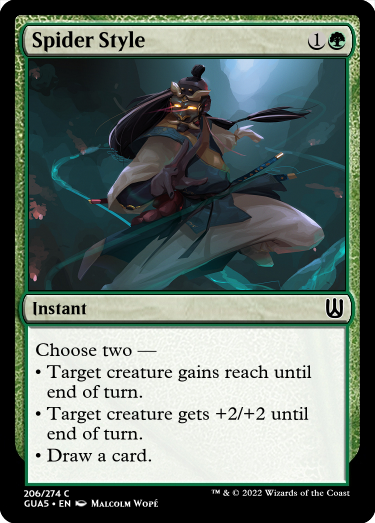 Spider Style 1
Instant
Choose two —
• Target creature gains reach until
end of turn.
• Target creature gets +2/+2 until
end of turn.
• Draw a card.
206/274 C
GUA5 • EN Malcolm Wopé
™ & © 2022 Wizards of the Coast